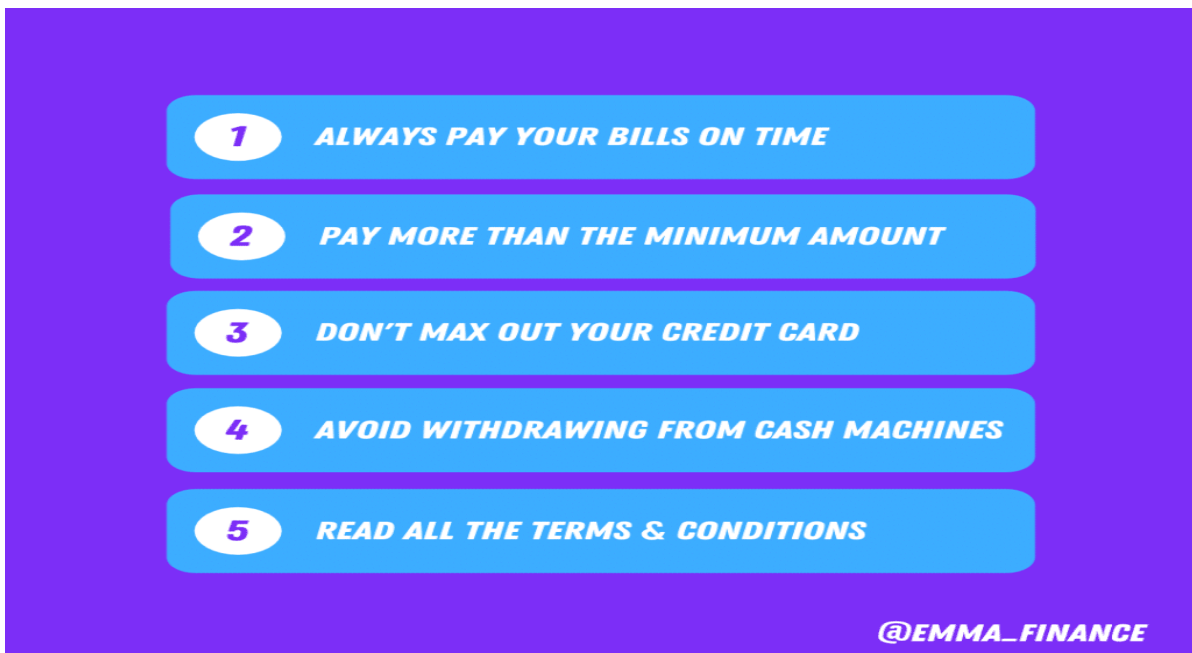 1 ALWAYS PAY YOUR BILLS ON TIME
2 PAY MORE THAN THE MINIMUM AMOUNT
3 DON'T MAX OUT YOUR CREDIT CARD
4 AVOID WITHDRAWING FROM CASH MACHINES
5 READ ALL THE TERMS & CONDITIONS
@EMMA_FINANCE